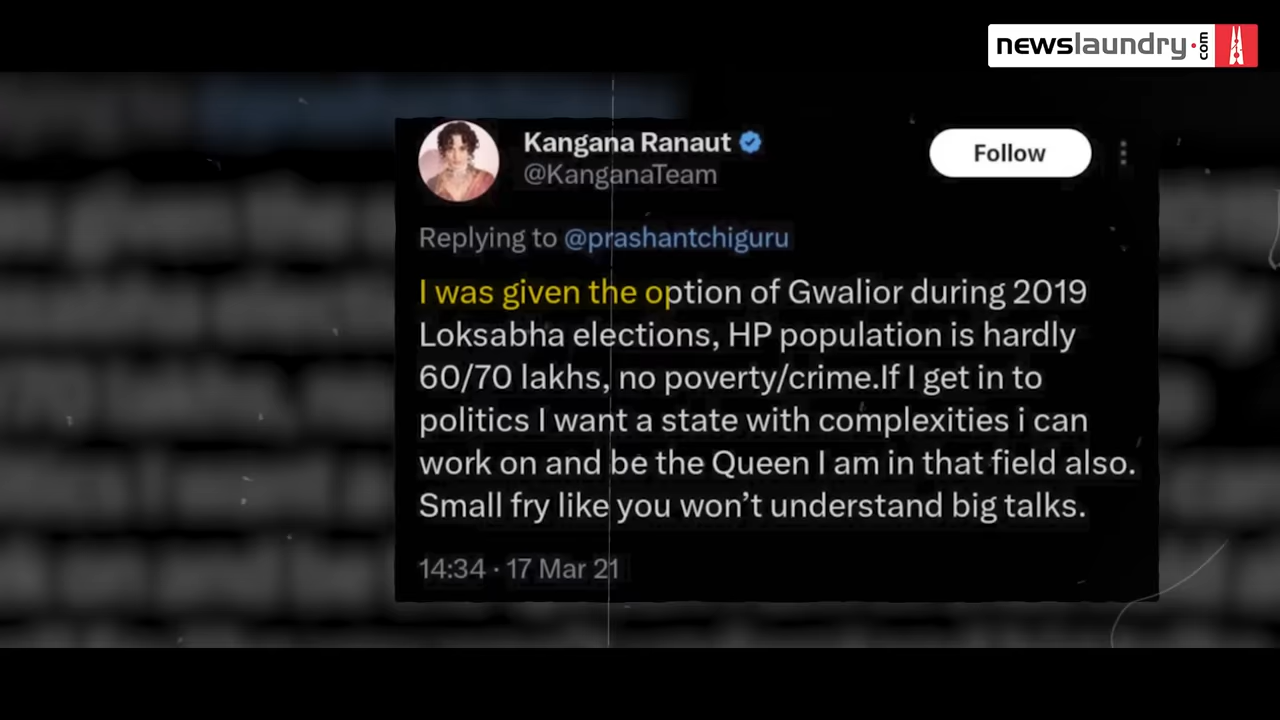 newslaundry.com
Kangana Ranaut
@KanganaTeam
Follow
Replying to @prashantchiguru
I was given the option of Gwalior during 2019
Loksabha elections, HP population is hardly
60/70 lakhs, no poverty/crime.If I get in to
politics I want a state with complexities i can
work on and be the Queen I am in that field also.
Small fry like you won’t understand big talks.
14:34 · 17 Mar 21